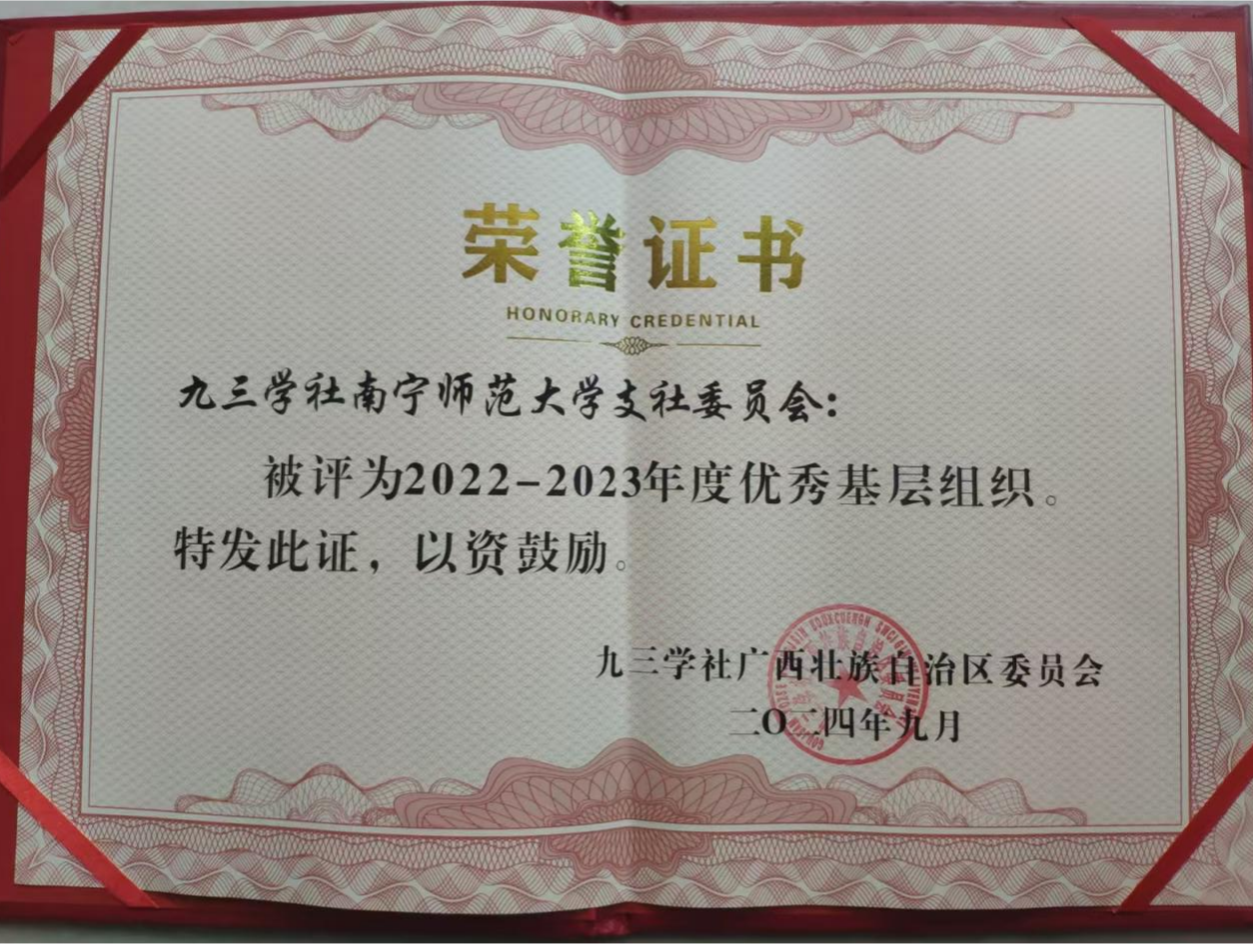 荣誉证书
HONORARY CREDENTIAL
九三学社南宁师范大学支社委员会:
被评为2022-2023年度优秀基层组织。
特发此证,以资鼓励。
九三学社广西壮族自治区委员会
二〇二四年九月